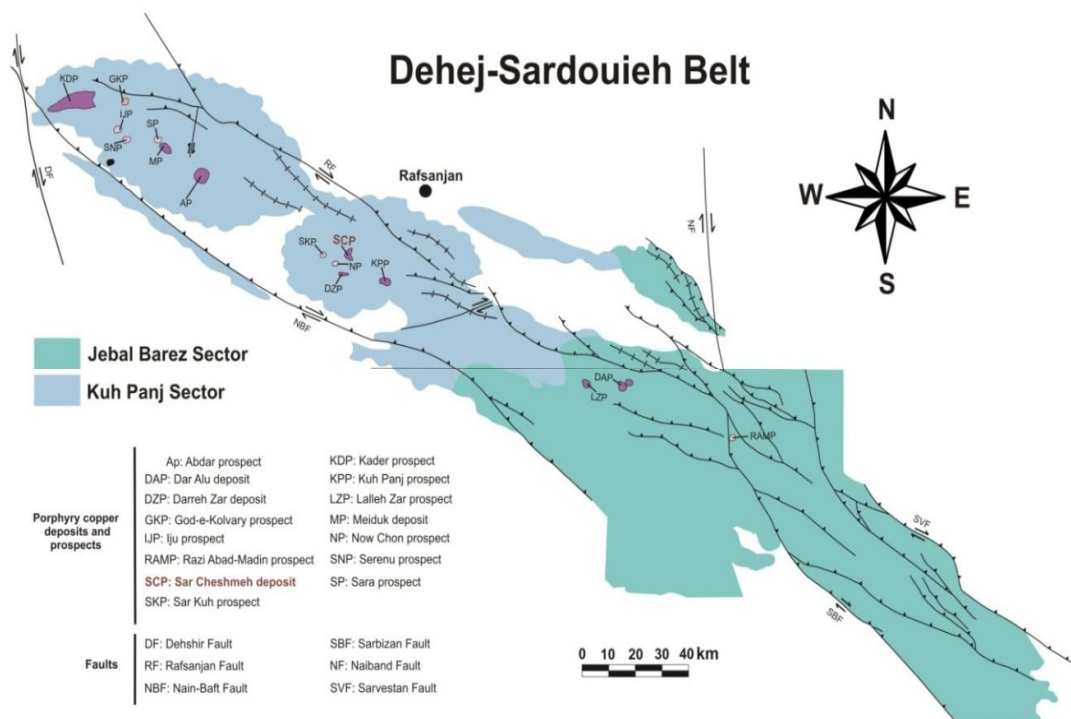 Dehej-Sardouieh Belt
KDP
GKP
IJP
SP
SNP
MP
AP
DF
RF
Rafsanjan
SKP
SCP
NP
DZP
KPP
NBF
NF
N
W
E
S
DAP
LZP
RAMP
SVF
SBF
Jebal Barez Sector
Kuh Panj Sector
Porphyry copper
deposits and
prospects
Ap: Abdar prospect
DAP: Dar Alu deposit
DZP: Darreh Zar deposit
GKP: God-e-Kolvary prospect
IJP: Iju prospect
RAMP: Razi Abad-Madin prospect
SCP: Sar Cheshmeh deposit
SKP: Sar Kuh prospect
KDP: Kader prospect
KPP: Kuh Panj prospect
LZP: Lalleh Zar prospect
MP: Meiduk deposit
NP: Now Chon prospect
SNP: Serenu prospect
SP: Sara prospect
Faults
DF: Dehshir Fault
RF: Rafsanjan Fault
NBF: Nain-Baft Fault
SBF: Sarbizan Fault
NF: Naiband Fault
SVF: Sarvestan Fault
0 10 20 30 40 km